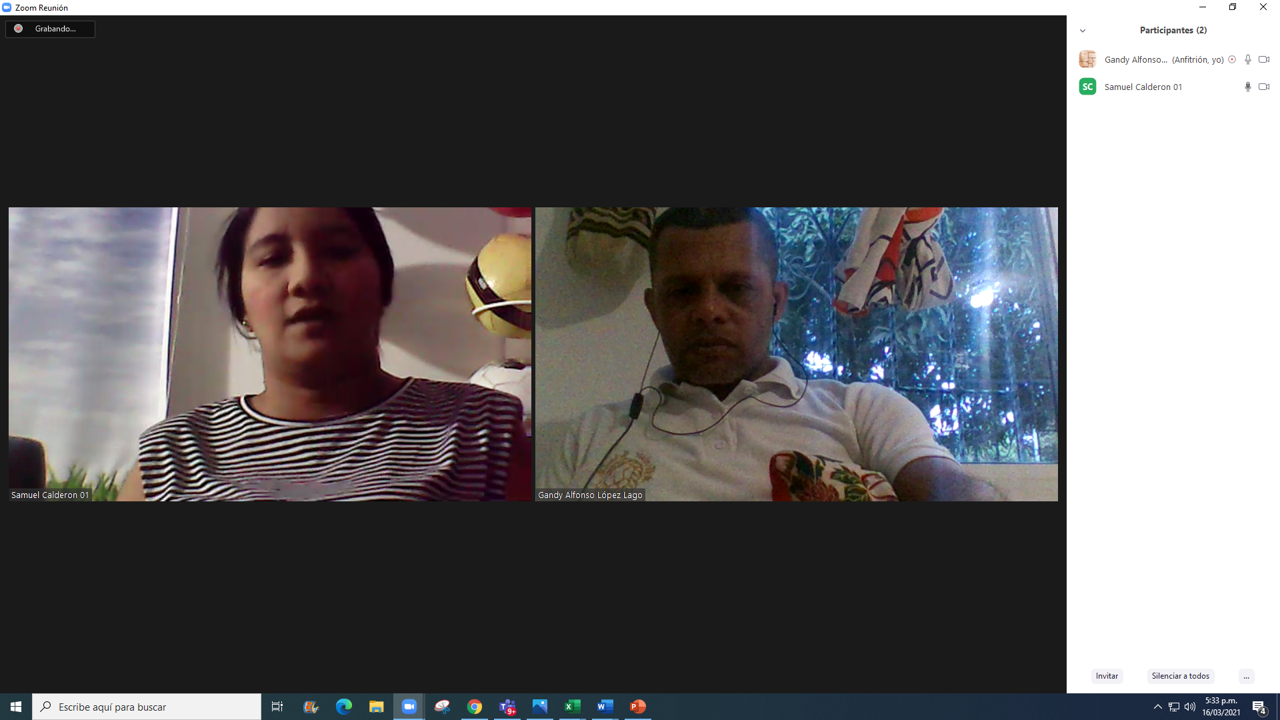 Zoom Reunión
Grabando...
Participantes (2)
Gandy Alfonso... (Anfitrión, yo)
SC Samuel Calderon 01
Samuel Calderon 01
Gandy Alfonso López Lago
Invitar
Silenciar a todos
...
Escribe aquí para buscar
9+
5:33 p.m.
16/03/2021
4